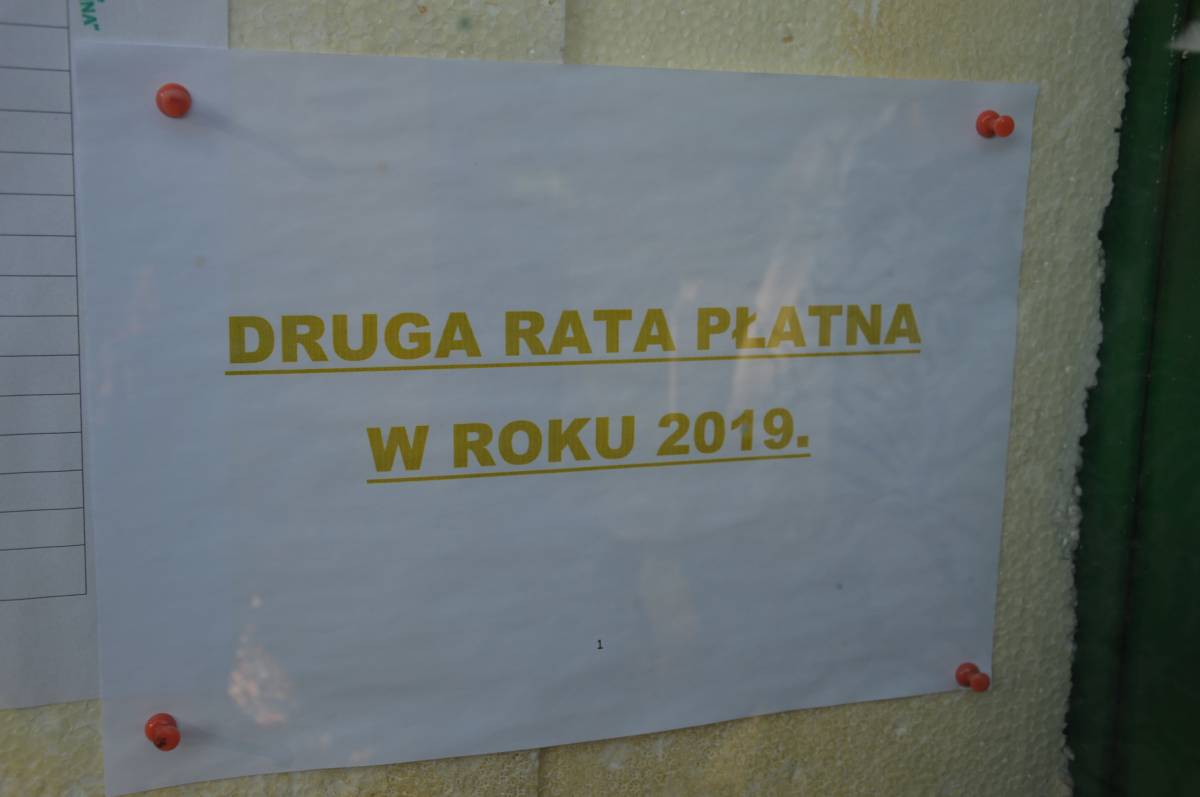 DRUGA RATA PŁATNA
W ROKU 2019.
1